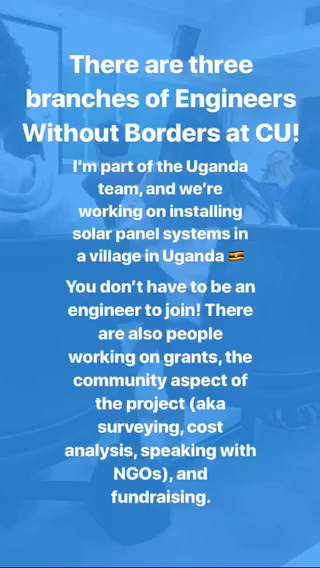 There are three
branches of Engineers
Without Borders at CU!
I'm part of the Uganda
team, and we're
working on installing
solar panel systems in
a village in Uganda 🇺🇬
You don't have to be an
engineer to join! There
are also people
working on grants, the
community aspect of
the project (aka
surveying, cost
analysis, speaking with
NGOs), and
fundraising.